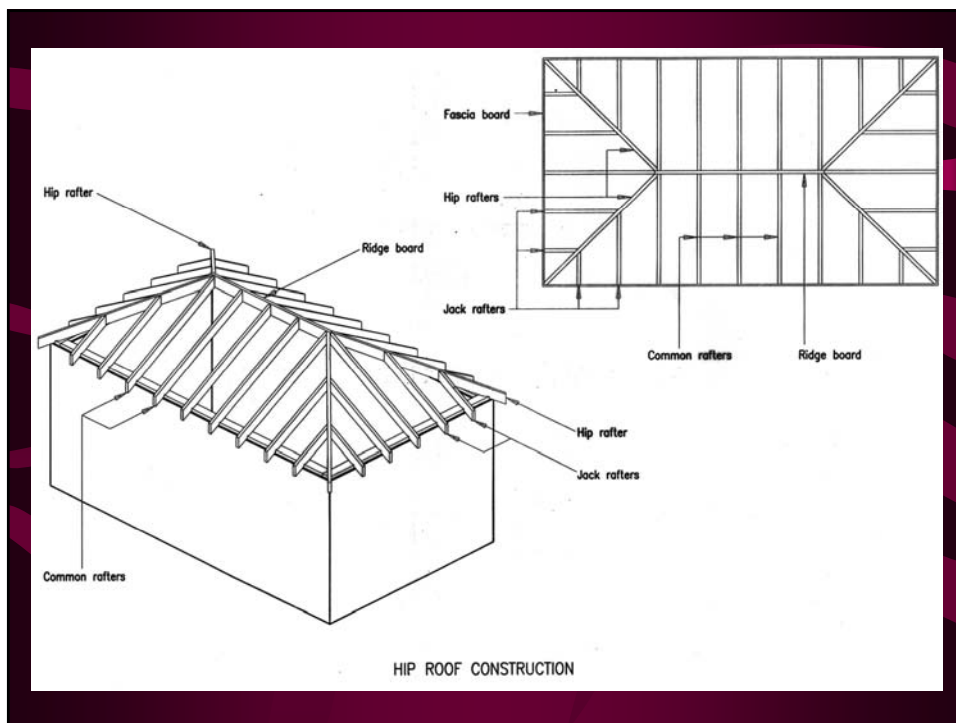 Fascia board
Hip rafter
Hip rafters
Ridge board
Jack rafters
Common rafters
Ridge board
Hip rafter
Jack rafters
Common rafters
HIP ROOF CONSTRUCTION